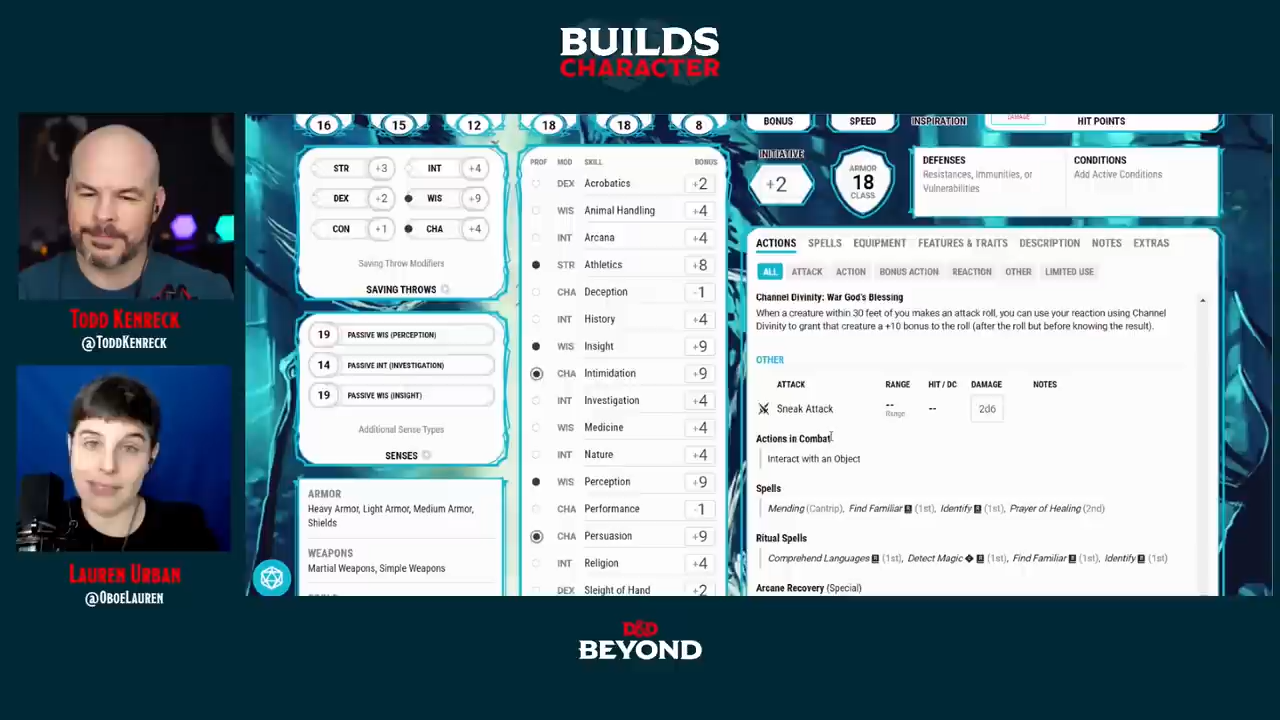 BUILDS
CHARACTER
TODD KENRECK
@TODDKENRECK
LAUREN URBAN
@OBOELAUREN
16 15 12 18 18 8
BONUS SPEED INSPIRATION DAMAGE HIT POINTS
STR +3 INT +4
DEX +2 WIS +9
CON +1 CHA +4
Saving Throw Modifiers
SAVING THROWS
19 PASSIVE WIS (PERCEPTION)
14 PASSIVE INT (INVESTIGATION)
19 PASSIVE WIS (INSIGHT)
Additional Sense Types
SENSES
ARMOR
Heavy Armor, Light Armor, Medium Armor,
Shields
WEAPONS
Martial Weapons, Simple Weapons
PROF MOD SKILL BONUS
DEX Acrobatics +2
WIS Animal Handling +4
INT Arcana +4
STR Athletics +8
CHA Deception -1
INT History +4
WIS Insight +9
CHA Intimidation +9
INT Investigation +4
WIS Medicine +4
INT Nature +4
WIS Perception +9
CHA Performance -1
CHA Persuasion +9
INT Religion +4
DEX Sleight of Hand +2
INITIATIVE
+2
ARMOR
18
CLASS
DEFENSES
Resistances, Immunities, or
Vulnerabilities
CONDITIONS
Add Active Conditions
ACTIONS SPELLS EQUIPMENT FEATURES & TRAITS DESCRIPTION NOTES EXTRAS
ALL ATTACK ACTION BONUS ACTION REACTION OTHER LIMITED USE
Channel Divinity: War God's Blessing
When a creature within 30 feet of you makes an attack roll, you can use your reaction using Channel
Divinity to grant that creature a +10 bonus to the roll (after the roll but before knowing the result).
OTHER
ATTACK RANGE HIT / DC DAMAGE NOTES
Sneak Attack -- Range -- 2d6
Actions in Combat
Interact with an Object
Spells
Mending (Cantrip), Find Familiar (1st), Identify (1st), Prayer of Healing (2nd)
Ritual Spells
Comprehend Languages (1st), Detect Magic (1st), Find Familiar (1st), Identify (1st)
Arcane Recovery (Special)
D&D
BEYOND